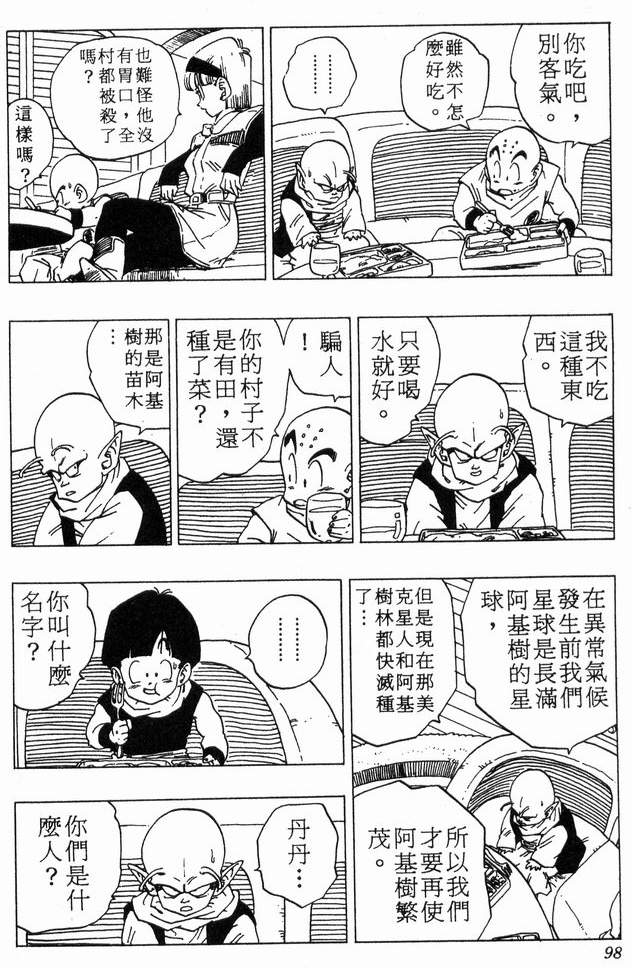 你吃吧，
別客氣。
雖然不怎
麼好吃。
⋯⋯
也難怪他沒
有胃口，全
村都被殺了
嗎？
這樣嗎？
我不吃
這種東
西。
只要喝
水就好。
騙人
！
你的村子不
是有田，還
種了菜？
那是阿基
樹的苗木
⋯
在異常氣候
發生前我們
星球是長滿
阿基樹的星
球，
但是現在那美
克星人和阿基
樹林都快滅種
了⋯
所以我們
才要再使
阿基樹繁
茂。
⋯⋯
你叫什麼
名字？
丹丹⋯
你們是什
麼人？
98